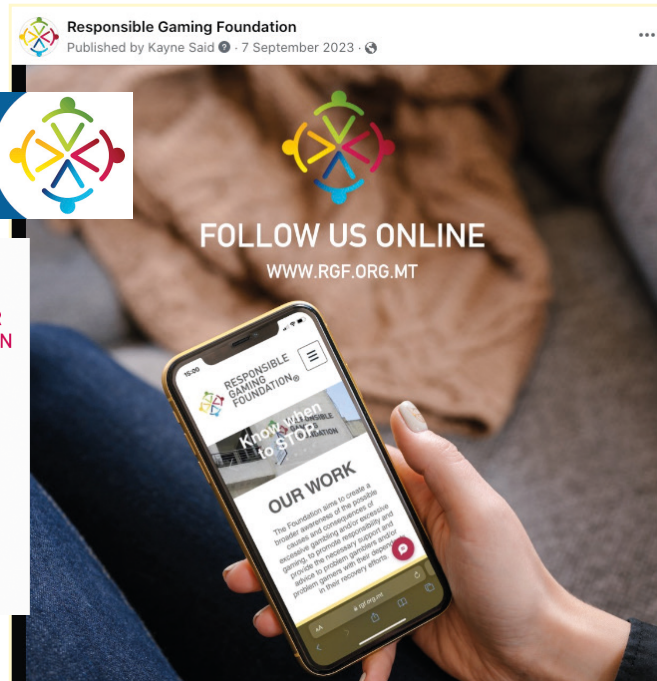 Responsible Gaming Foundation
Published by Kayne Said · 7 September 2023 ·
FOLLOW US ONLINE
WWW.RGF.ORG.MT
N
15:20
RESPONSIBLE
GAMING
FOUNDATION®
Know when
to STOP
OUR WORK
The Foundation aims to create a
broader awareness of the possible
causes and consequences of
excessive gambling and/or excessive
gaming, to promote responsibility and
provide the necessary support and
advice to problem gamblers and/or
problem gamers with their
in their recovery efforts.
AA
rgf.org.mt